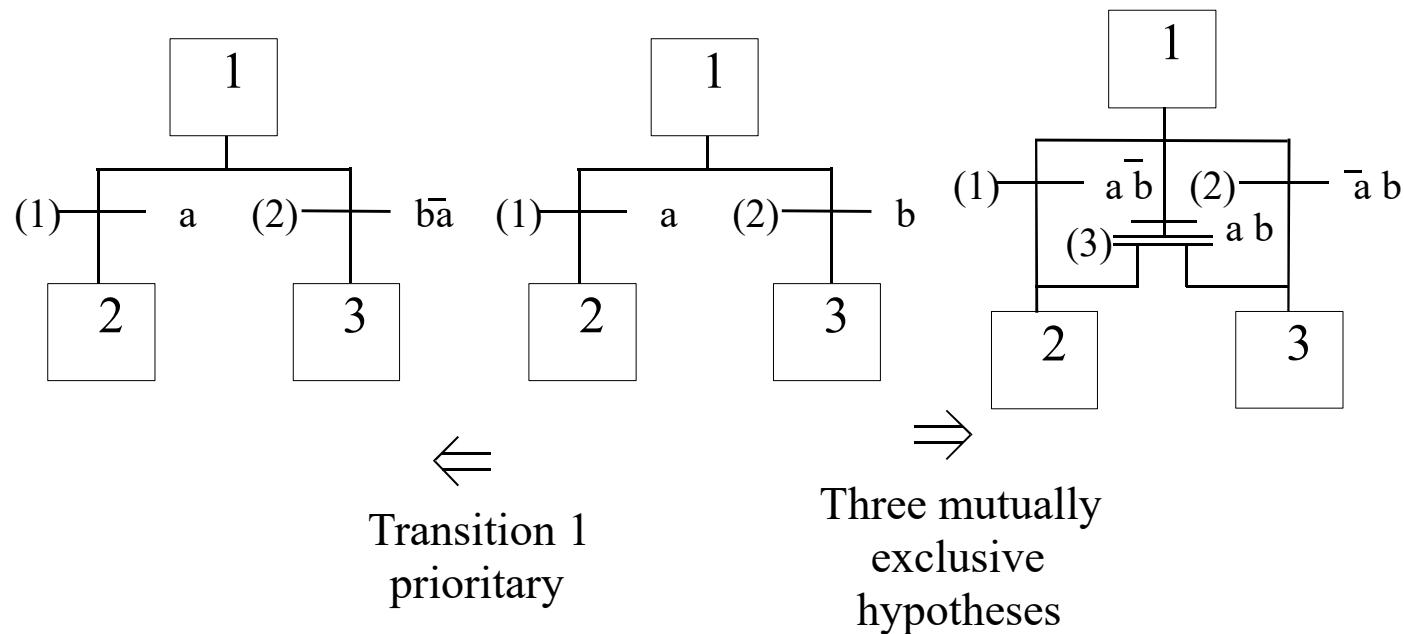 1
(1) a (2) bā
2 3
1
(1) a (2) b
2 3
1
(1) a b̅ (2) ā b
(3) a b
2 3
Transition 1
prioritary
Three mutually
exclusive
hypotheses